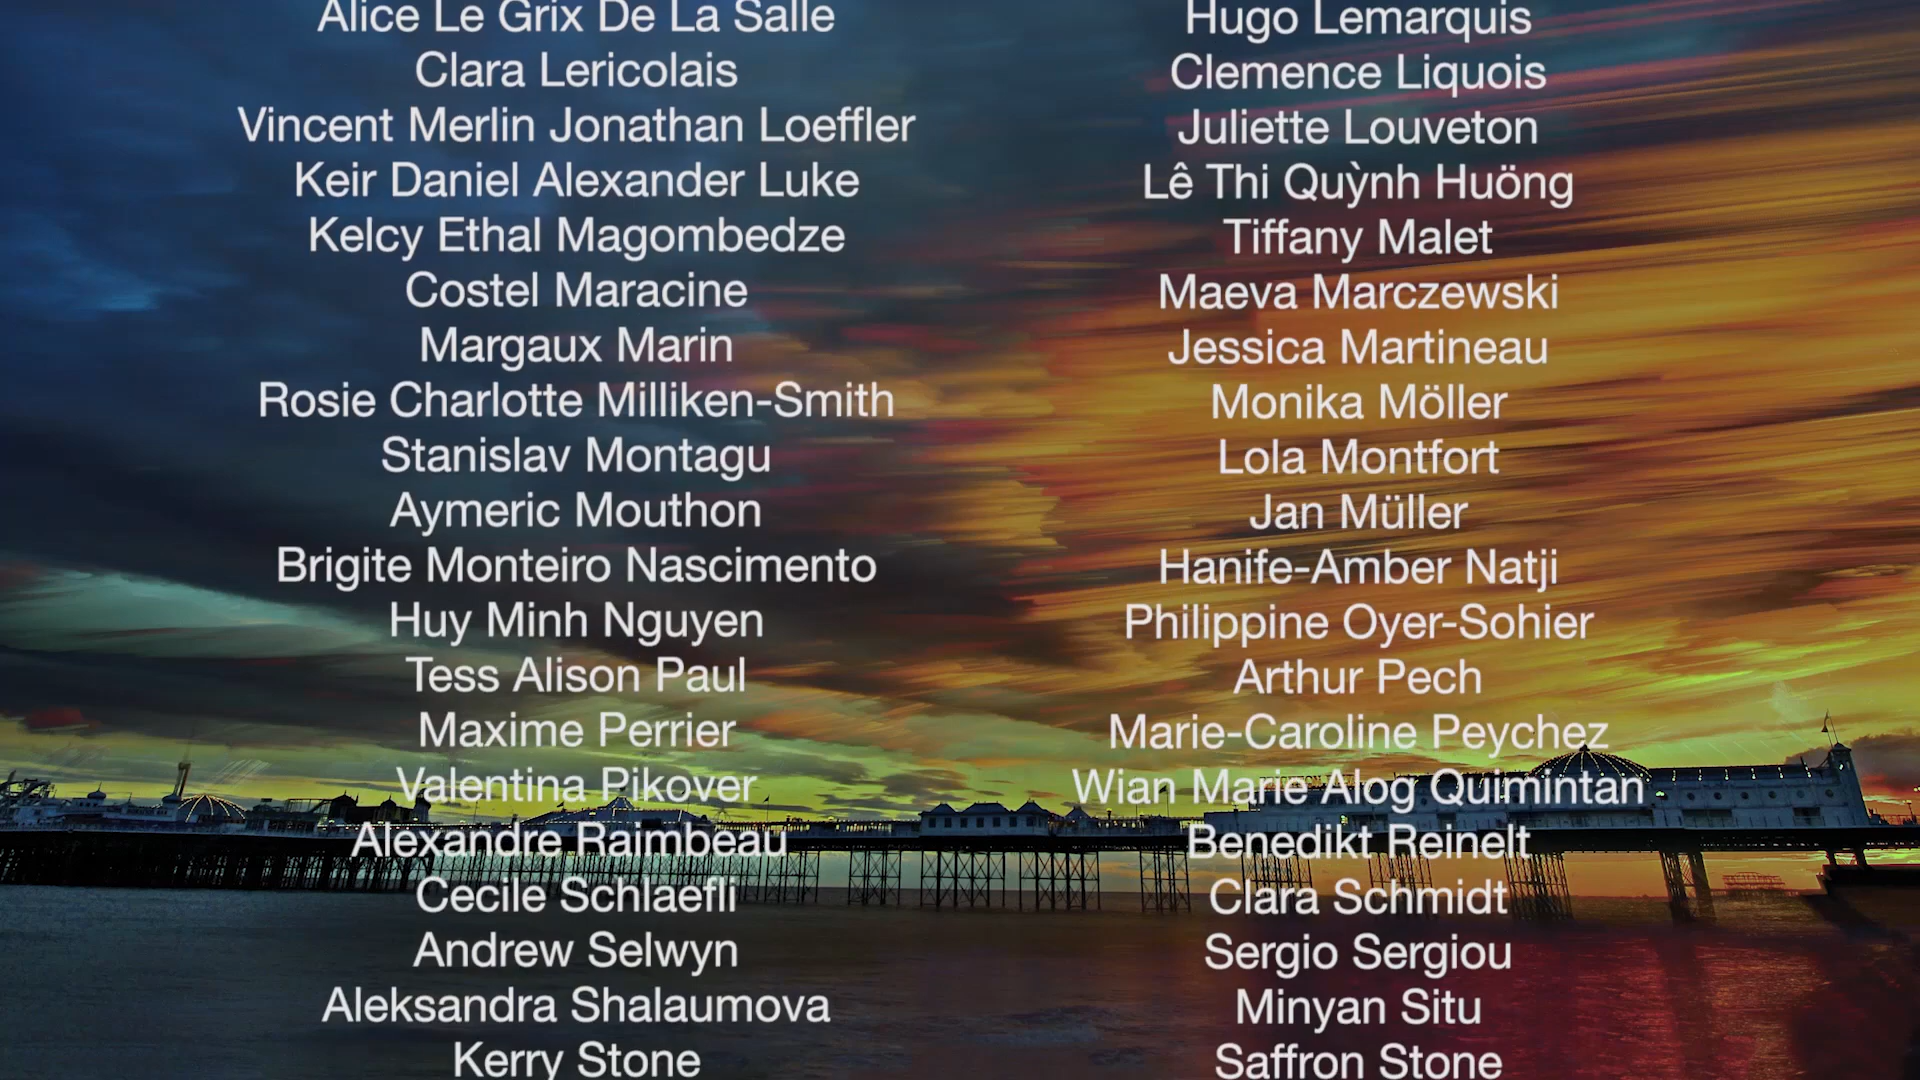 Alice Le Grix De La Salle
Clara Lericolais
Vincent Merlin Jonathan Loeffler
Keir Daniel Alexander Luke
Kelcy Ethal Magombedze
Costel Maracine
Margaux Marin
Rosie Charlotte Milliken-Smith
Stanislav Montagu
Aymeric Mouthon
Brigite Monteiro Nascimento
Huy Minh Nguyen
Tess Alison Paul
Maxime Perrier
Valentina Pikover
Alexandre Raimbeau
Cecile Schlaefli
Andrew Selwyn
Aleksandra Shalaumova
Kerry Stone
Hugo Lemarquis
Clemence Liquois
Juliette Louveton
Lê Thi Quỳnh Huöng
Tiffany Malet
Maeva Marczewski
Jessica Martineau
Monika Möller
Lola Montfort
Jan Müller
Hanife-Amber Natji
Philippine Oyer-Sohier
Arthur Pech
Marie-Caroline Peychez
Wian Marie Alog Quimintan
Benedikt Reinelt
Clara Schmidt
Sergio Sergiou
Minyan Situ
Saffron Stone